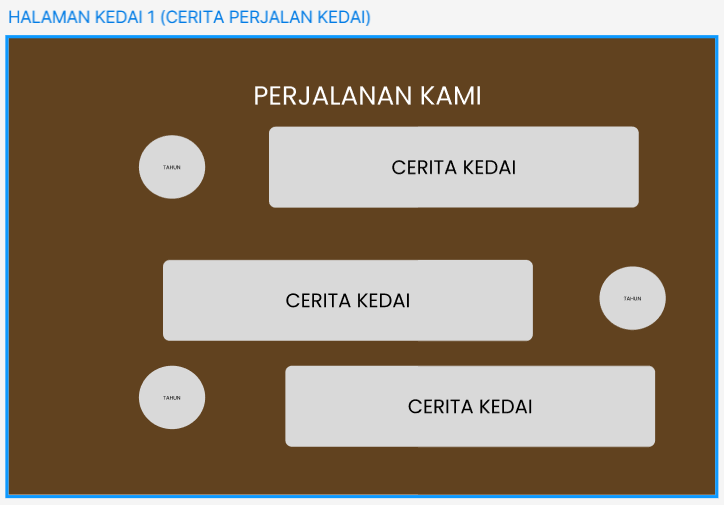 HALAMAN KEDAI 1 (CERITA PERJALAN KEDAI)
PERJALANAN KAMI
TAHUN
CERITA KEDAI
CERITA KEDAI
TAHUN
TAHUN
CERITA KEDAI